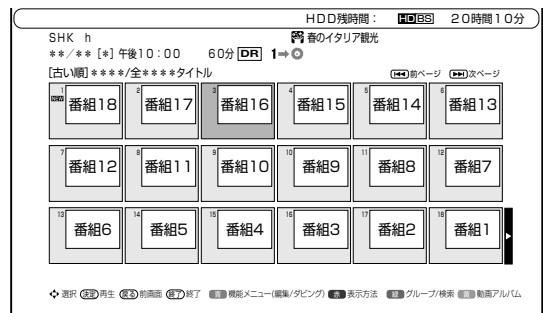 HDD残時間： HD BS 20時間10分
SHK h 春のイタリア観光
＊＊／＊＊ [＊] 午後10：00 60分 DR 1➡◎
[古い順]＊＊＊＊/全＊＊＊＊タイトル ⏮前ページ ⏭次ページ
1 NEW 番組18 2 番組17 3 番組16 4 番組15 5 番組14 6 番組13
7 番組12 8 番組11 9 番組10 10 番組9 11 番組8 12 番組7
13 番組6 14 番組5 15 番組4 16 番組3 17 番組2 18 番組1
選択 決定 再生 戻る 前画面 終了 終了 青 機能メニュー(編集/ダビング) 赤 表示方法 緑 グループ/検索 黄 動画アルバム